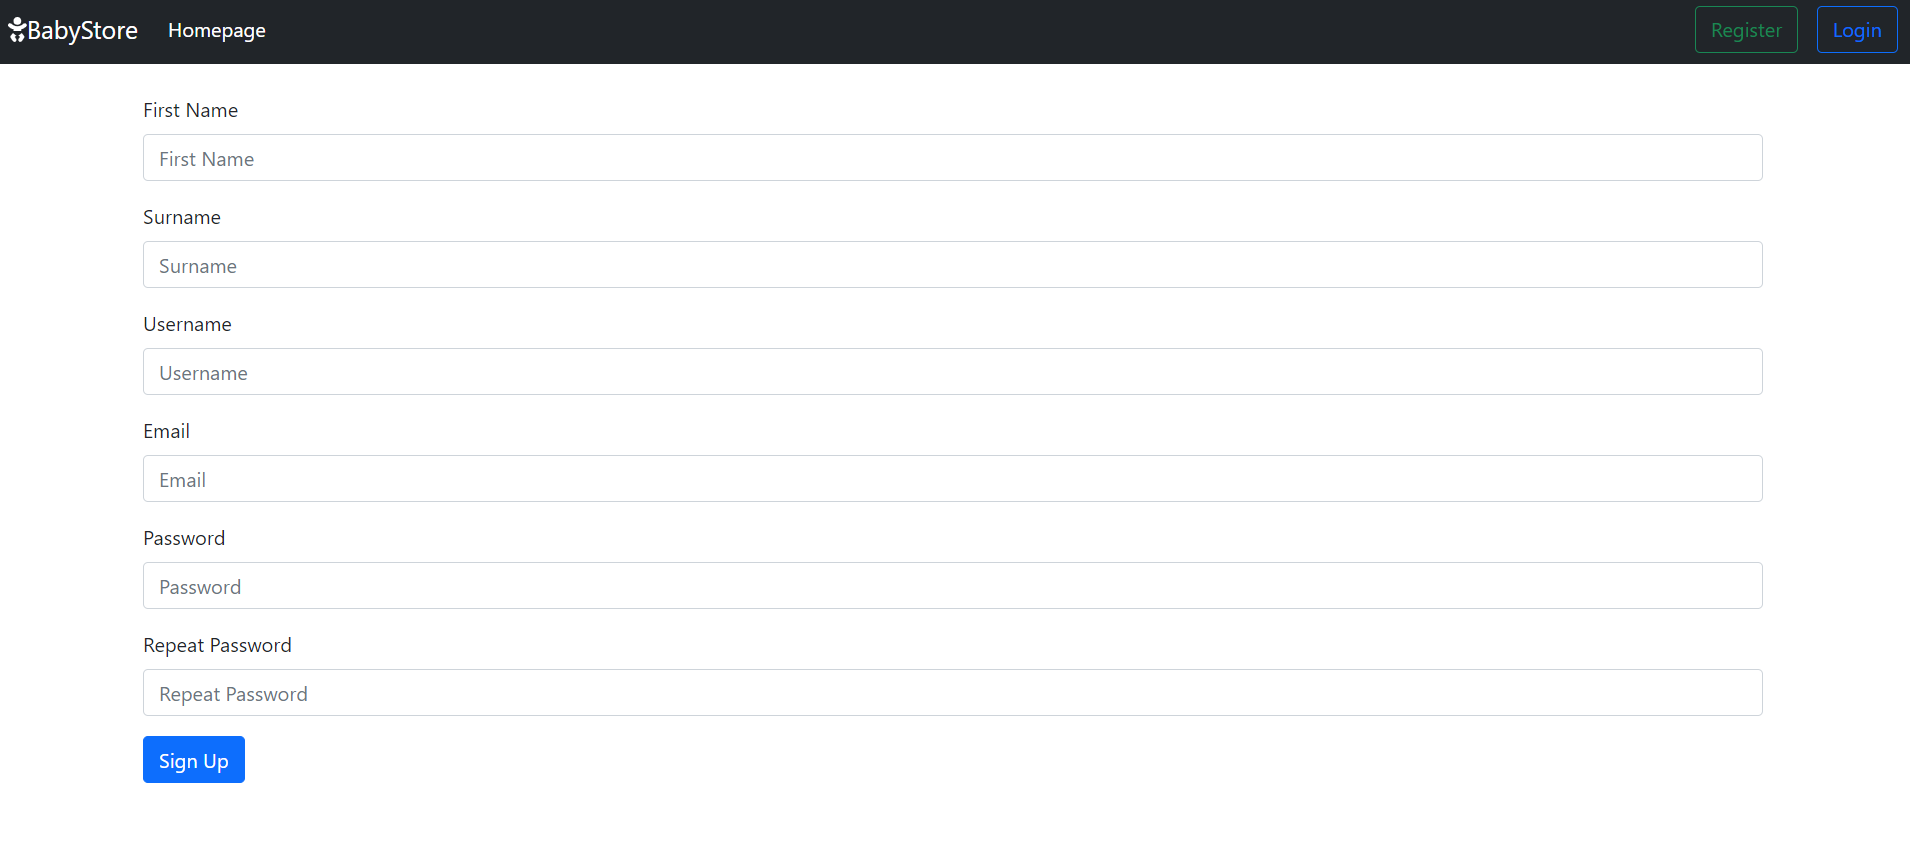 BabyStore Homepage Register Login
First Name
First Name
Surname
Surname
Username
Username
Email
Email
Password
Password
Repeat Password
Repeat Password
Sign Up